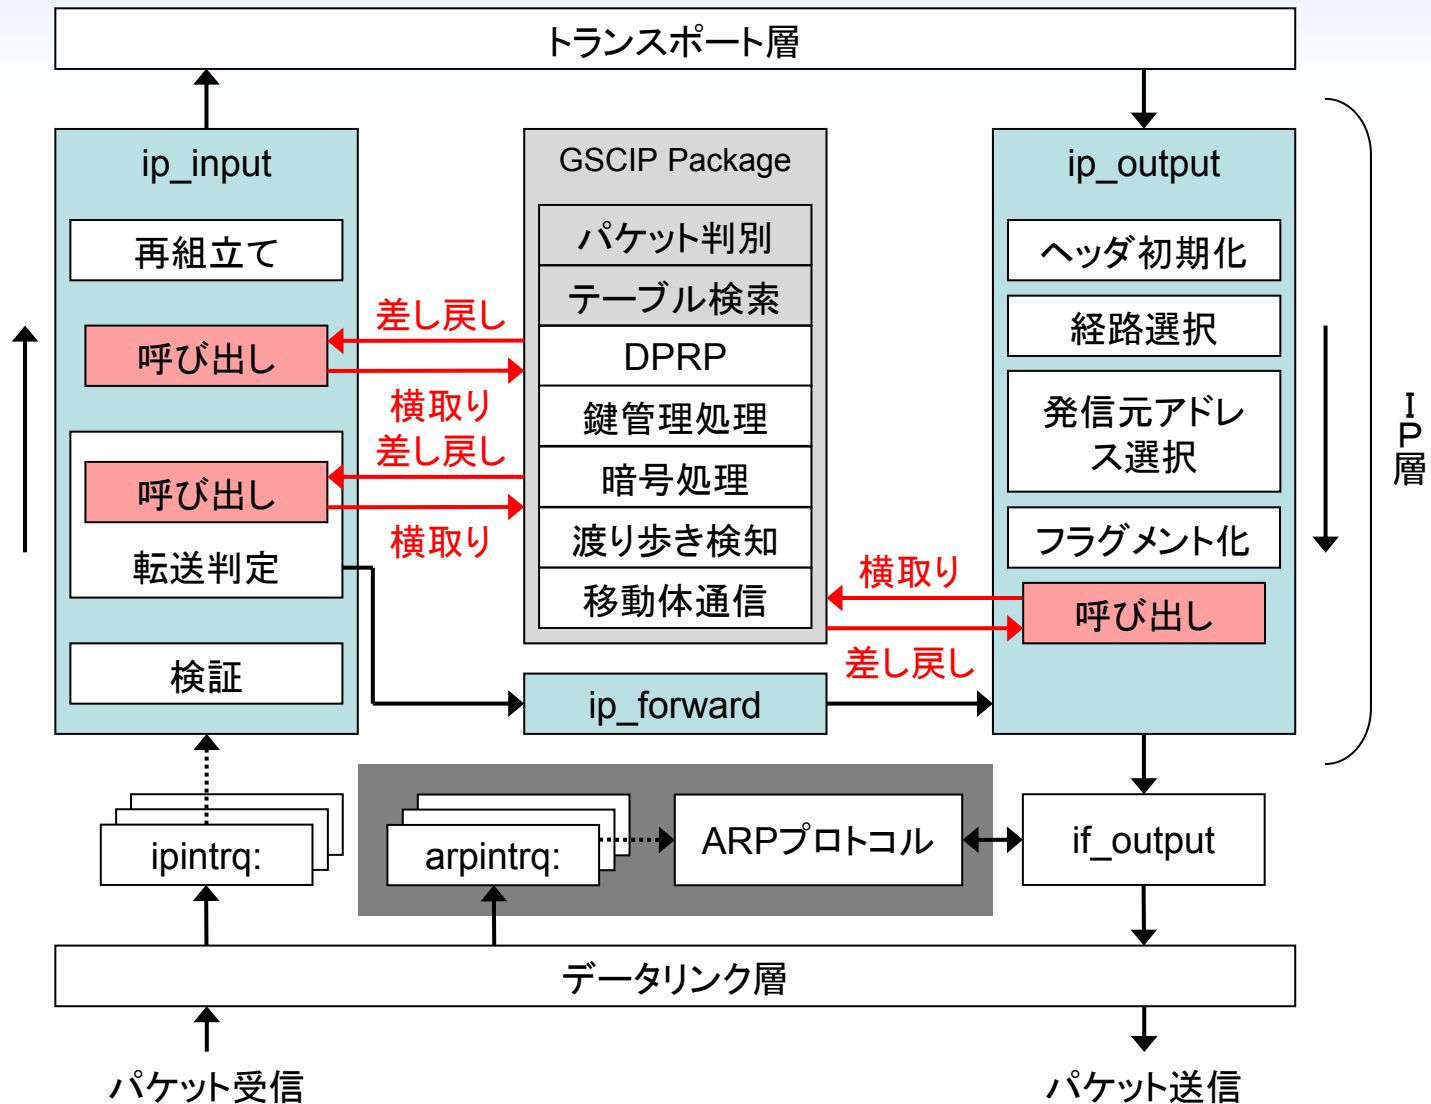 トランスポート層
ip_input
再組立て
呼び出し
呼び出し
転送判定
検証
差し戻し
横取り
差し戻し
横取り
GSCIP Package
パケット判別
テーブル検索
DPRP
鍵管理処理
暗号処理
渡り歩き検知
移動体通信
ip_forward
横取り
差し戻し
ip_output
ヘッダ初期化
経路選択
発信元アドレ
ス選択
フラグメント化
呼び出し
IP層
ipintrq:
arpintrq:
ARPプロトコル
if_output
データリンク層
パケット受信
パケット送信